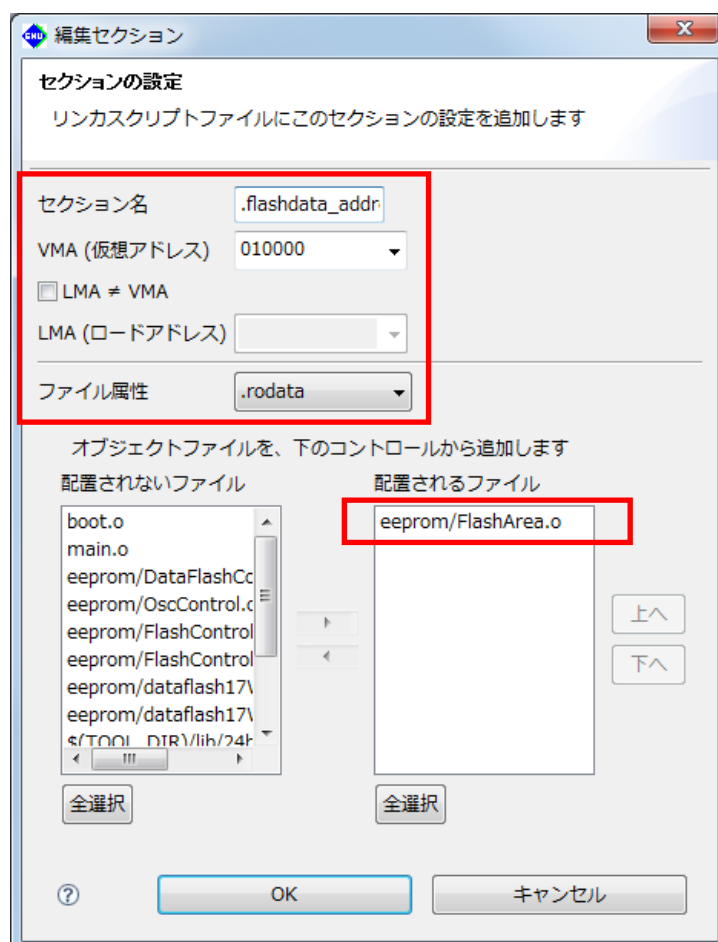 GNU 編集セクション
セクションの設定
リンカスクリプトファイルにこのセクションの設定を追加します
セクション名 .flashdata_addr
VMA (仮想アドレス) 010000
LMA ≠ VMA
LMA (ロードアドレス)
ファイル属性 .rodata
オブジェクトファイルを、下のコントロールから追加します
配置されないファイル 配置されるファイル
boot.o eeprom/FlashArea.o
main.o
eeprom/DataFlashCo
eeprom/OscControl.c
eeprom/FlashControl
eeprom/FlashControl
eeprom/dataflash17\
eeprom/dataflash17\
$(TOOL_DIR)/lib/24b
上へ
下へ
全選択 全選択
OK キャンセル